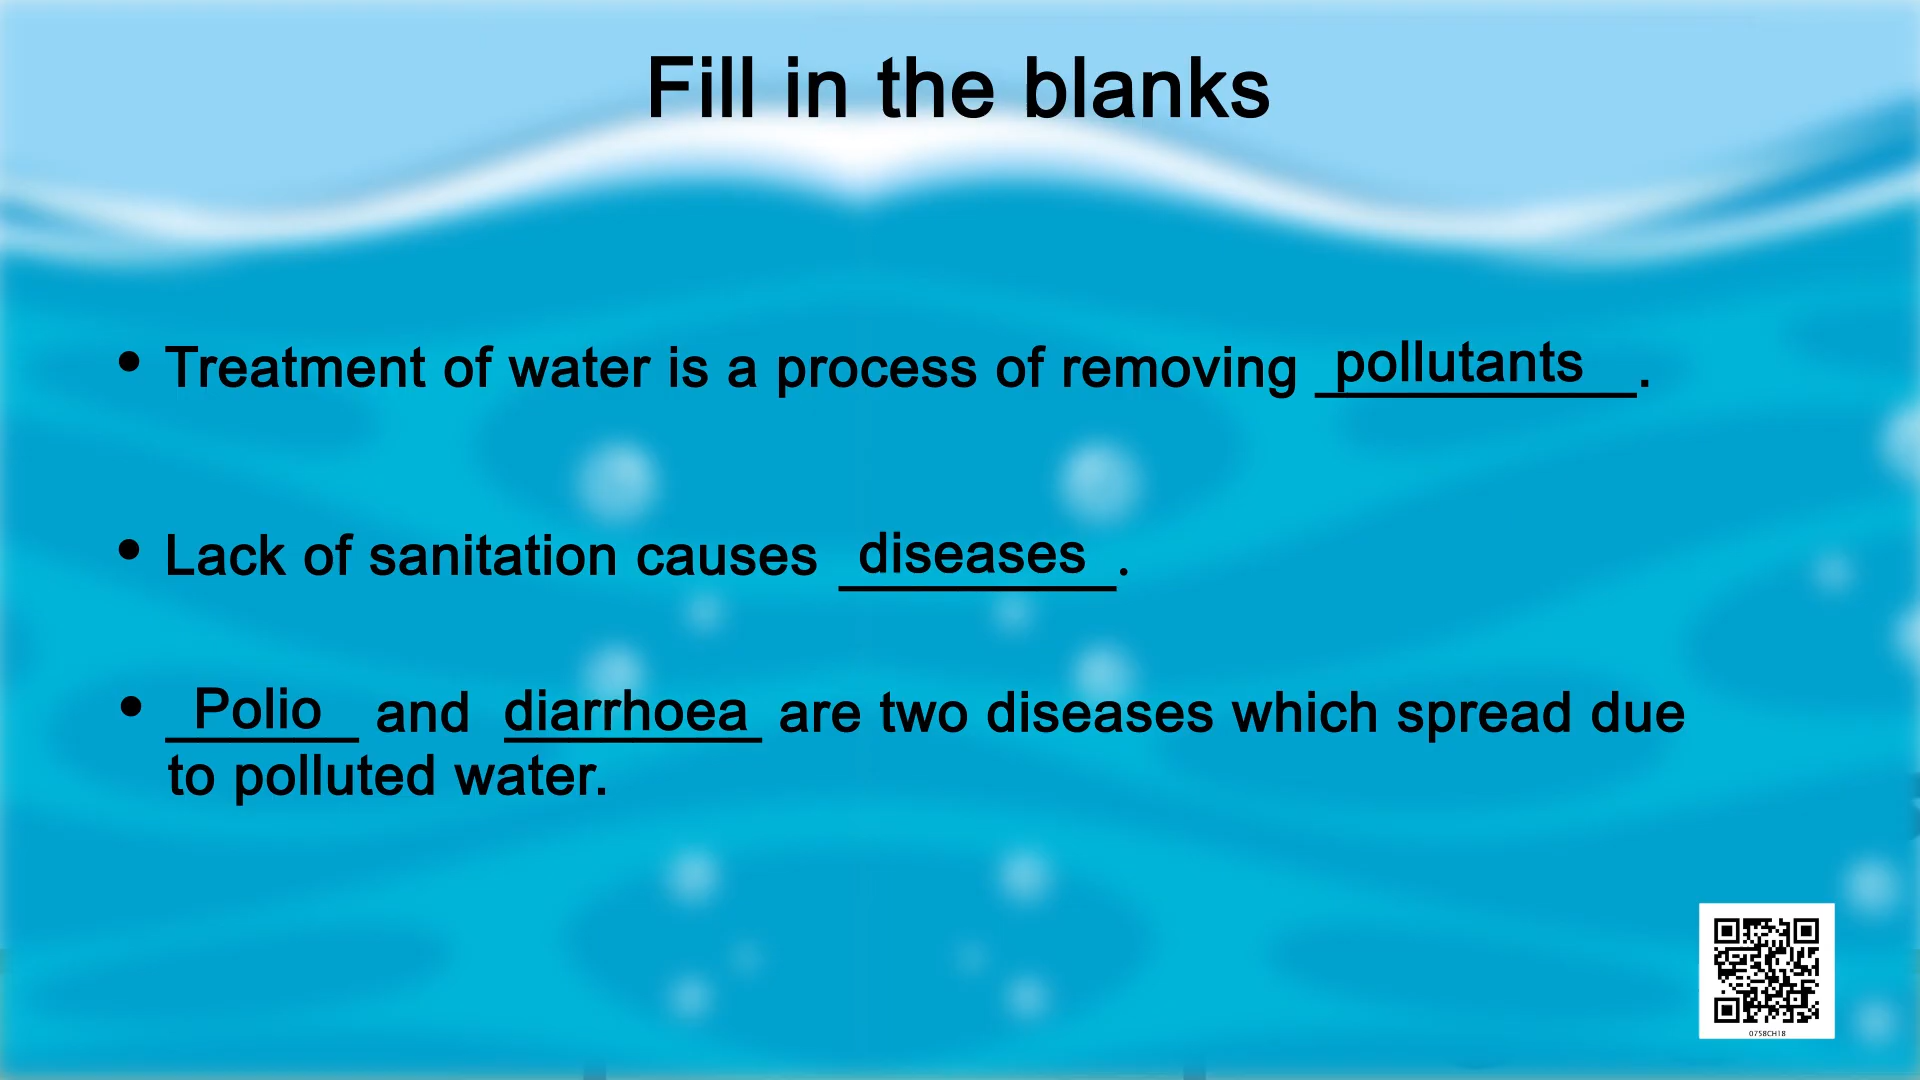 Fill in the blanks
• Treatment of water is a process of removing pollutants.
• Lack of sanitation causes diseases.
• Polio and diarrhoea are two diseases which spread due
to polluted water.
0758CH18